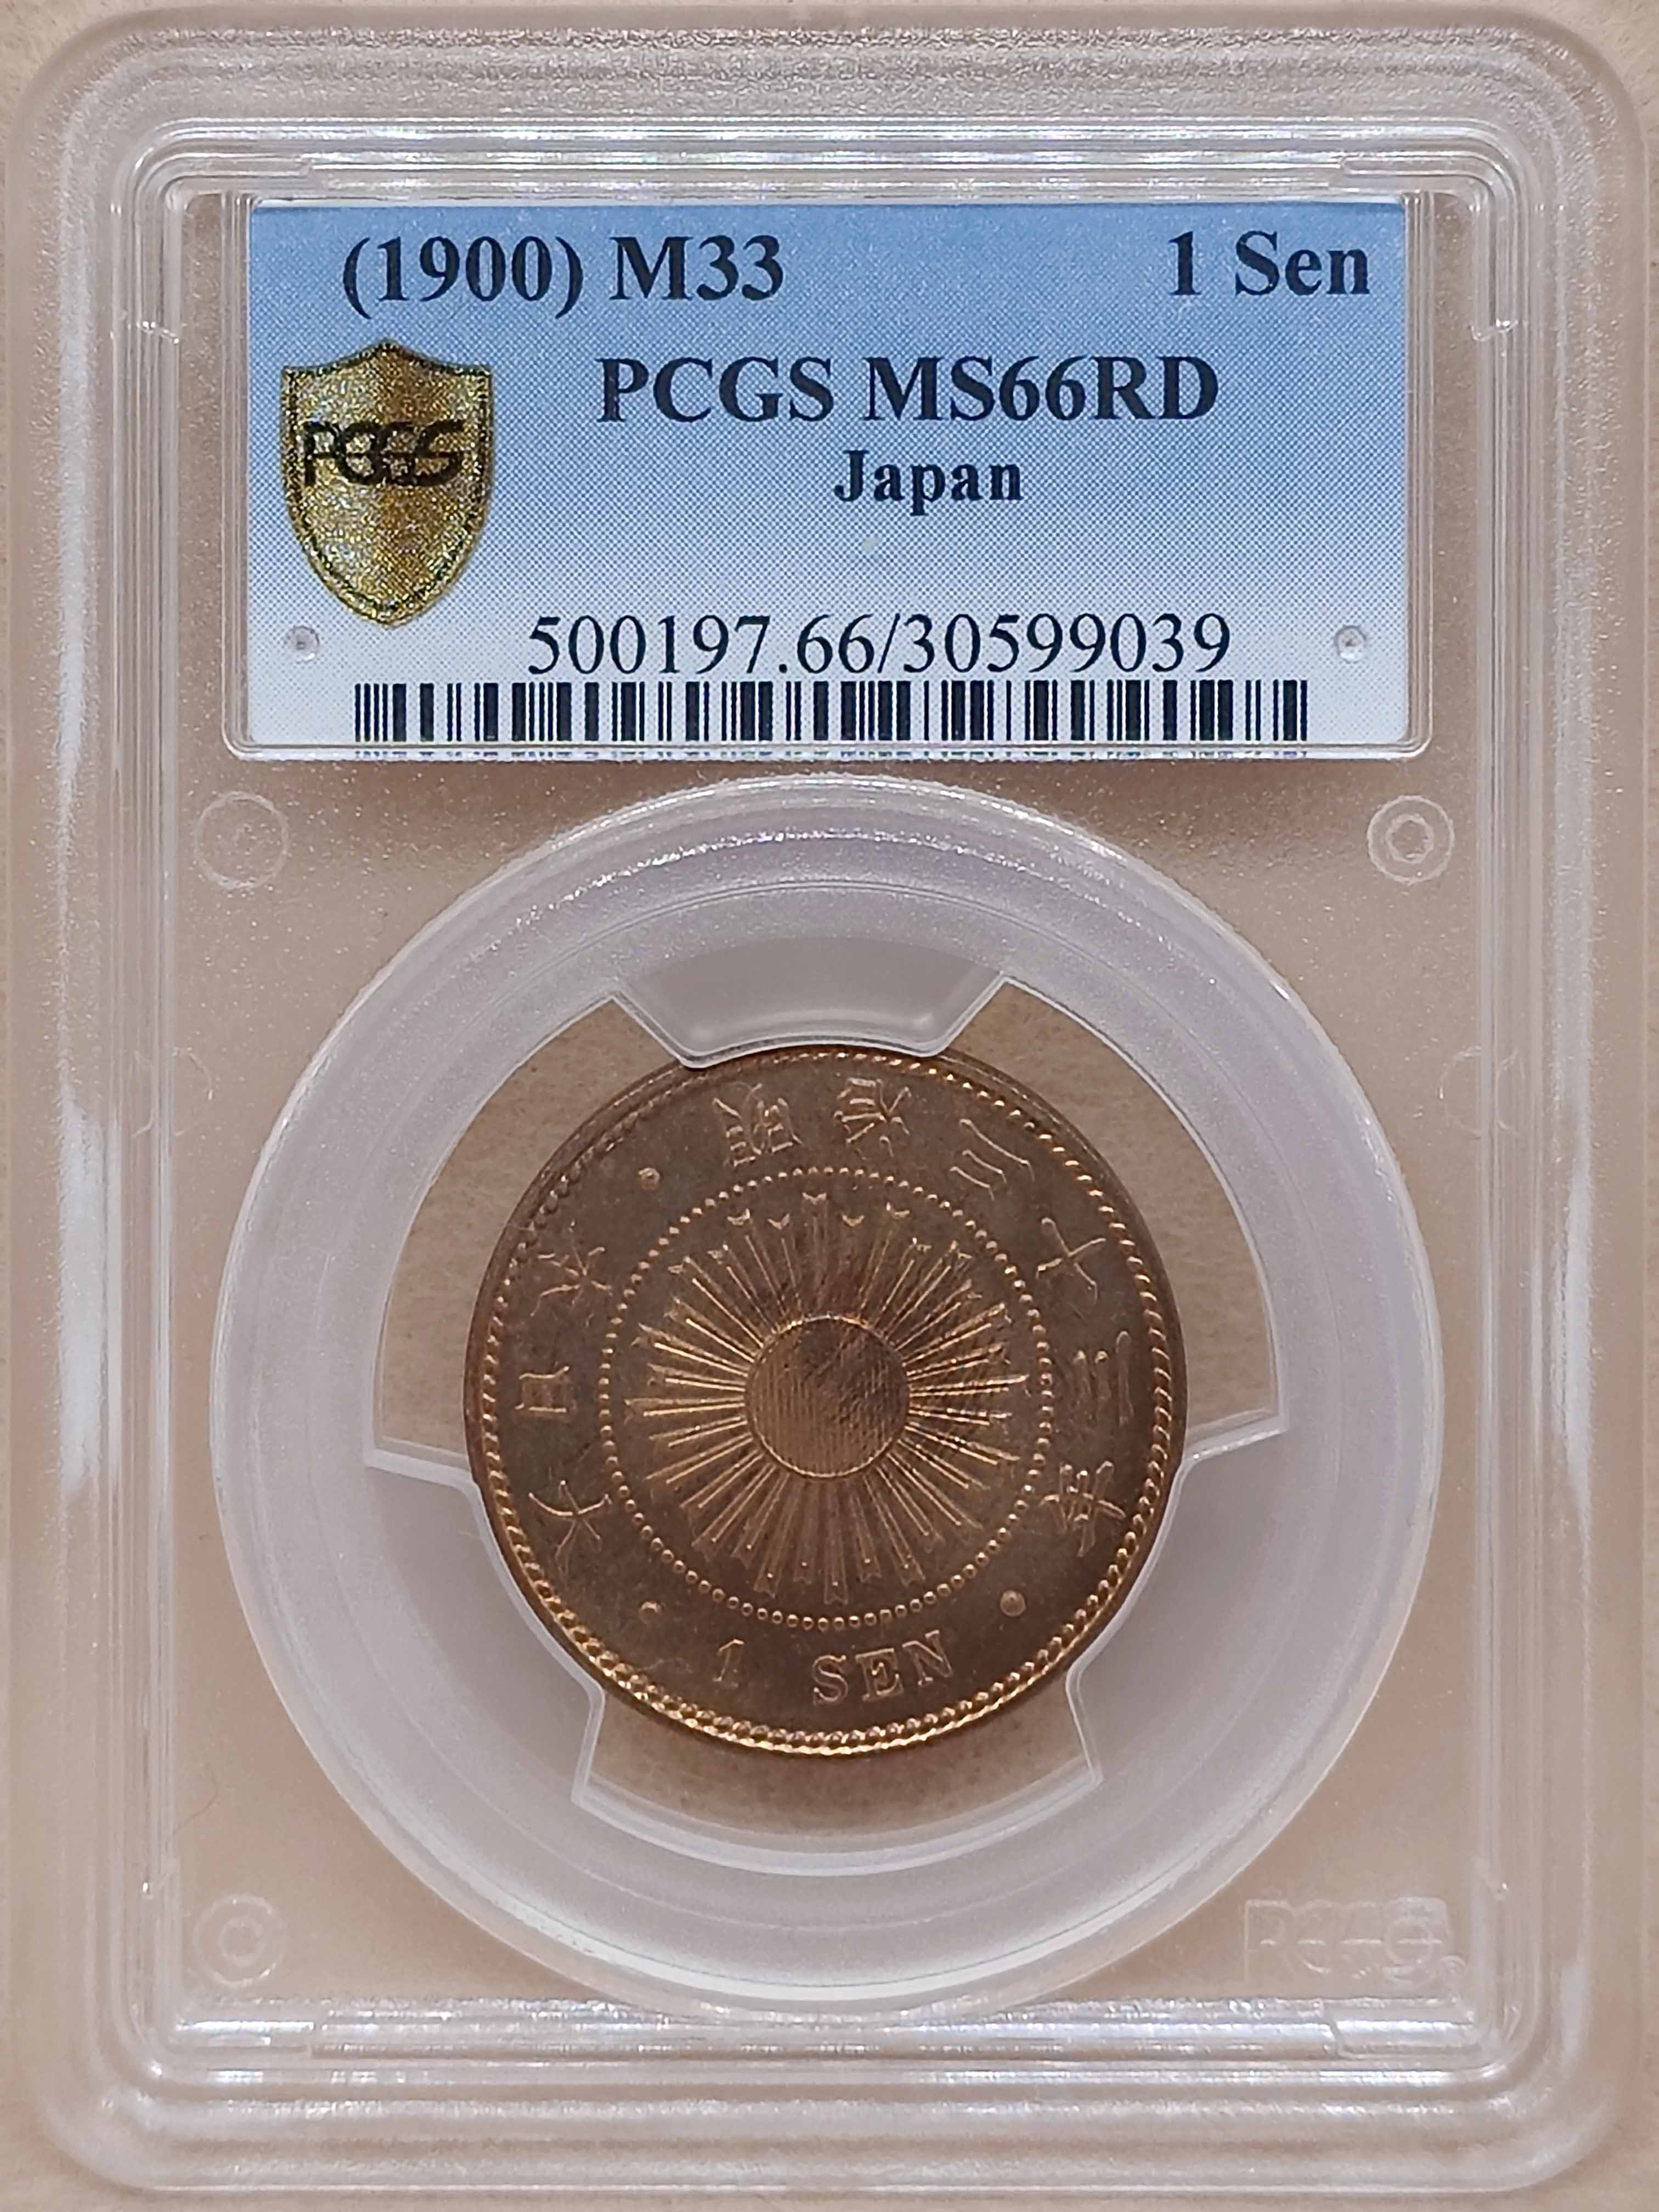 (1900) M33 1 Sen
PCGS MS66RD
PCGS
Japan
500197.66/30599039
明治三十三年
大日本
1 SEN
PCGS